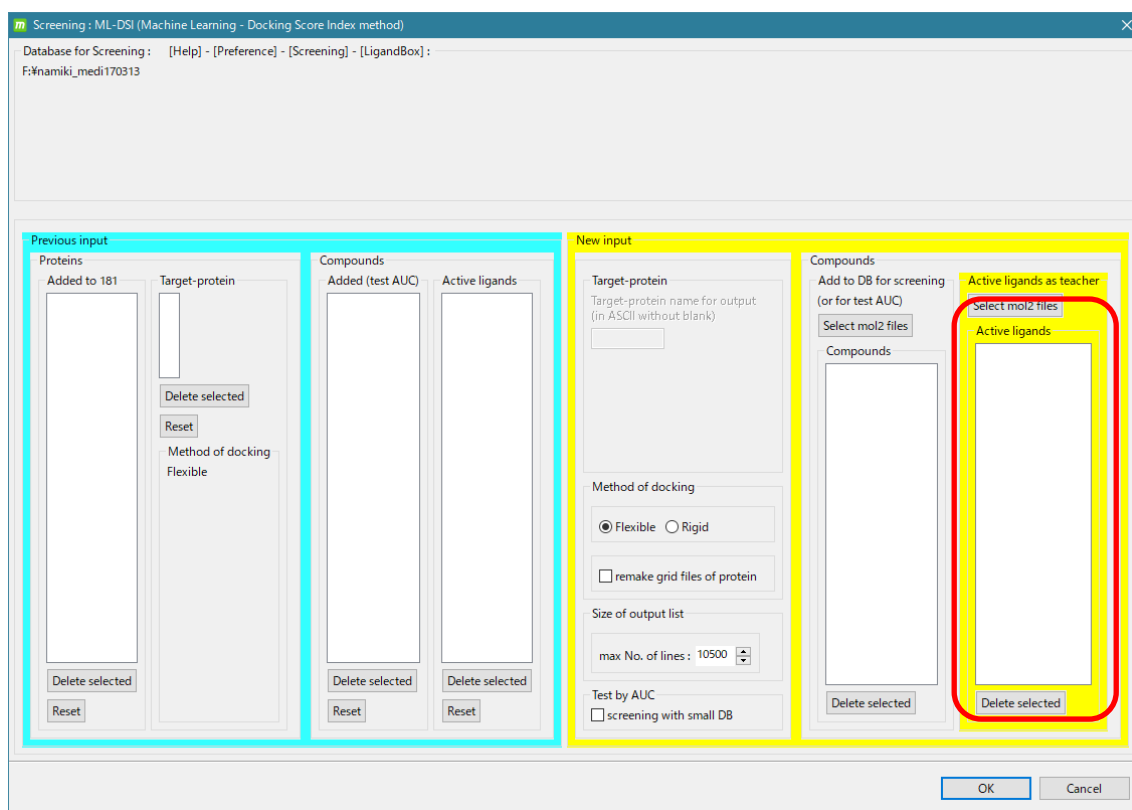 m Screening : ML-DSI (Machine Learning - Docking Score Index method)
Database for Screening : [Help] - [Preference] - [Screening] - [LigandBox] :
F:¥namiki_medi170313
Previous input
Proteins
Added to 181
Target-protein
Delete selected
Reset
Method of docking
Flexible
Delete selected
Reset
Compounds
Added (test AUC)
Active ligands
Delete selected
Delete selected
Reset
Reset
New input
Target-protein
Target-protein name for output
(in ASCII without blank)
Method of docking
Flexible
Rigid
remake grid files of protein
Size of output list
max No. of lines : 10500
Test by AUC
screening with small DB
Compounds
Add to DB for screening
(or for test AUC)
Select mol2 files
Compounds
Delete selected
Active ligands as teacher
Select mol2 files
Active ligands
Delete selected
OK
Cancel